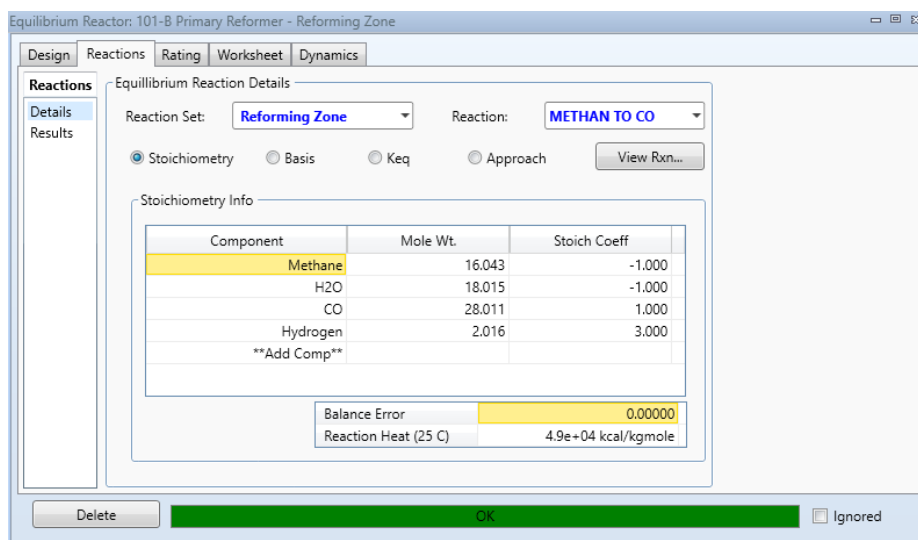 Equilibrium Reactor: 101-B Primary Reformer - Reforming Zone
Design Reactions Rating Worksheet Dynamics
Reactions
Details
Results
Equillibrium Reaction Details
Reaction Set: Reforming Zone Reaction: METHAN TO CO
Stoichiometry Basis Keq Approach View Rxn...
Stoichiometry Info
Component Mole Wt. Stoich Coeff
Methane 16.043 -1.000
H2O 18.015 -1.000
CO 28.011 1.000
Hydrogen 2.016 3.000
**Add Comp**
Balance Error 0.00000
Reaction Heat (25 C) 4.9e+04 kcal/kgmole
Delete OK Ignored